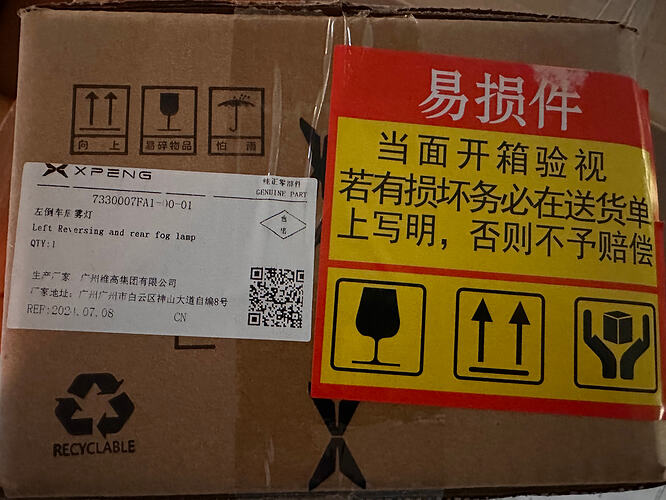 向上
易碎物品
怕雨
XPENG
纯正零部件
GENUINE PART
7330007FA1-00-01
左倒车后雾灯
Left Reversing and rear fog lamp
QTY:1
生产厂家: 广州维高集团有限公司
厂家地址: 广州广州市白云区神山大道自编8号
REF:2024.07.08 CN
RECYCLABLE
易损件
当面开箱验视
若有损坏务必在送货单
上写明，否则不予赔偿